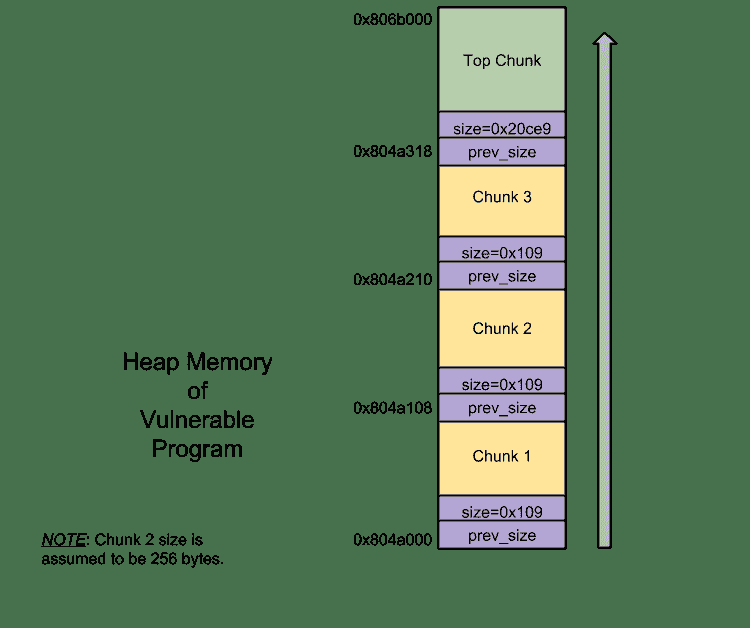 0x806b000
Top Chunk
size=0x20ce9
0x804a318
prev_size
Chunk 3
size=0x109
0x804a210
prev_size
Chunk 2
size=0x109
0x804a108
prev_size
Chunk 1
size=0x109
0x804a000
prev_size
Heap Memory
of
Vulnerable
Program
NOTE: Chunk 2 size is
assumed to be 256 bytes.